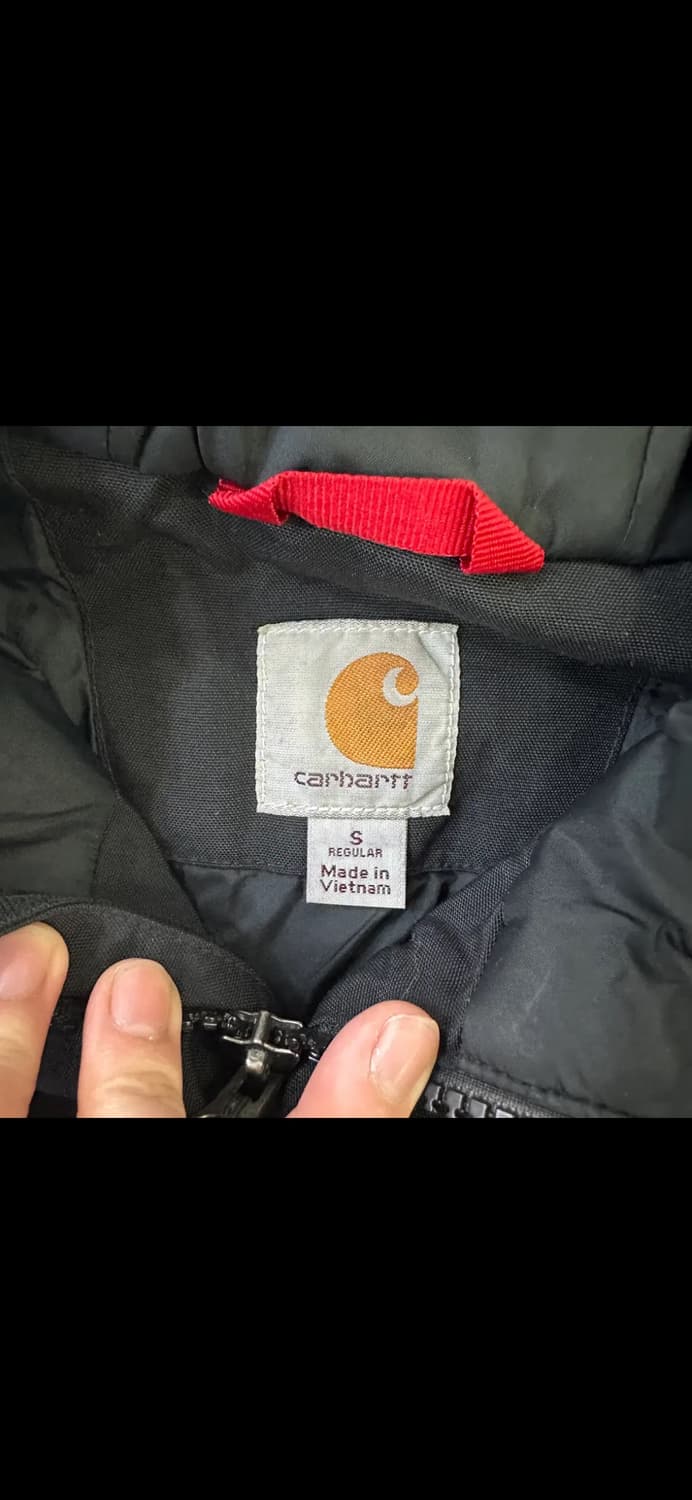 carhartt
S
REGULAR
Made in
Vietnam